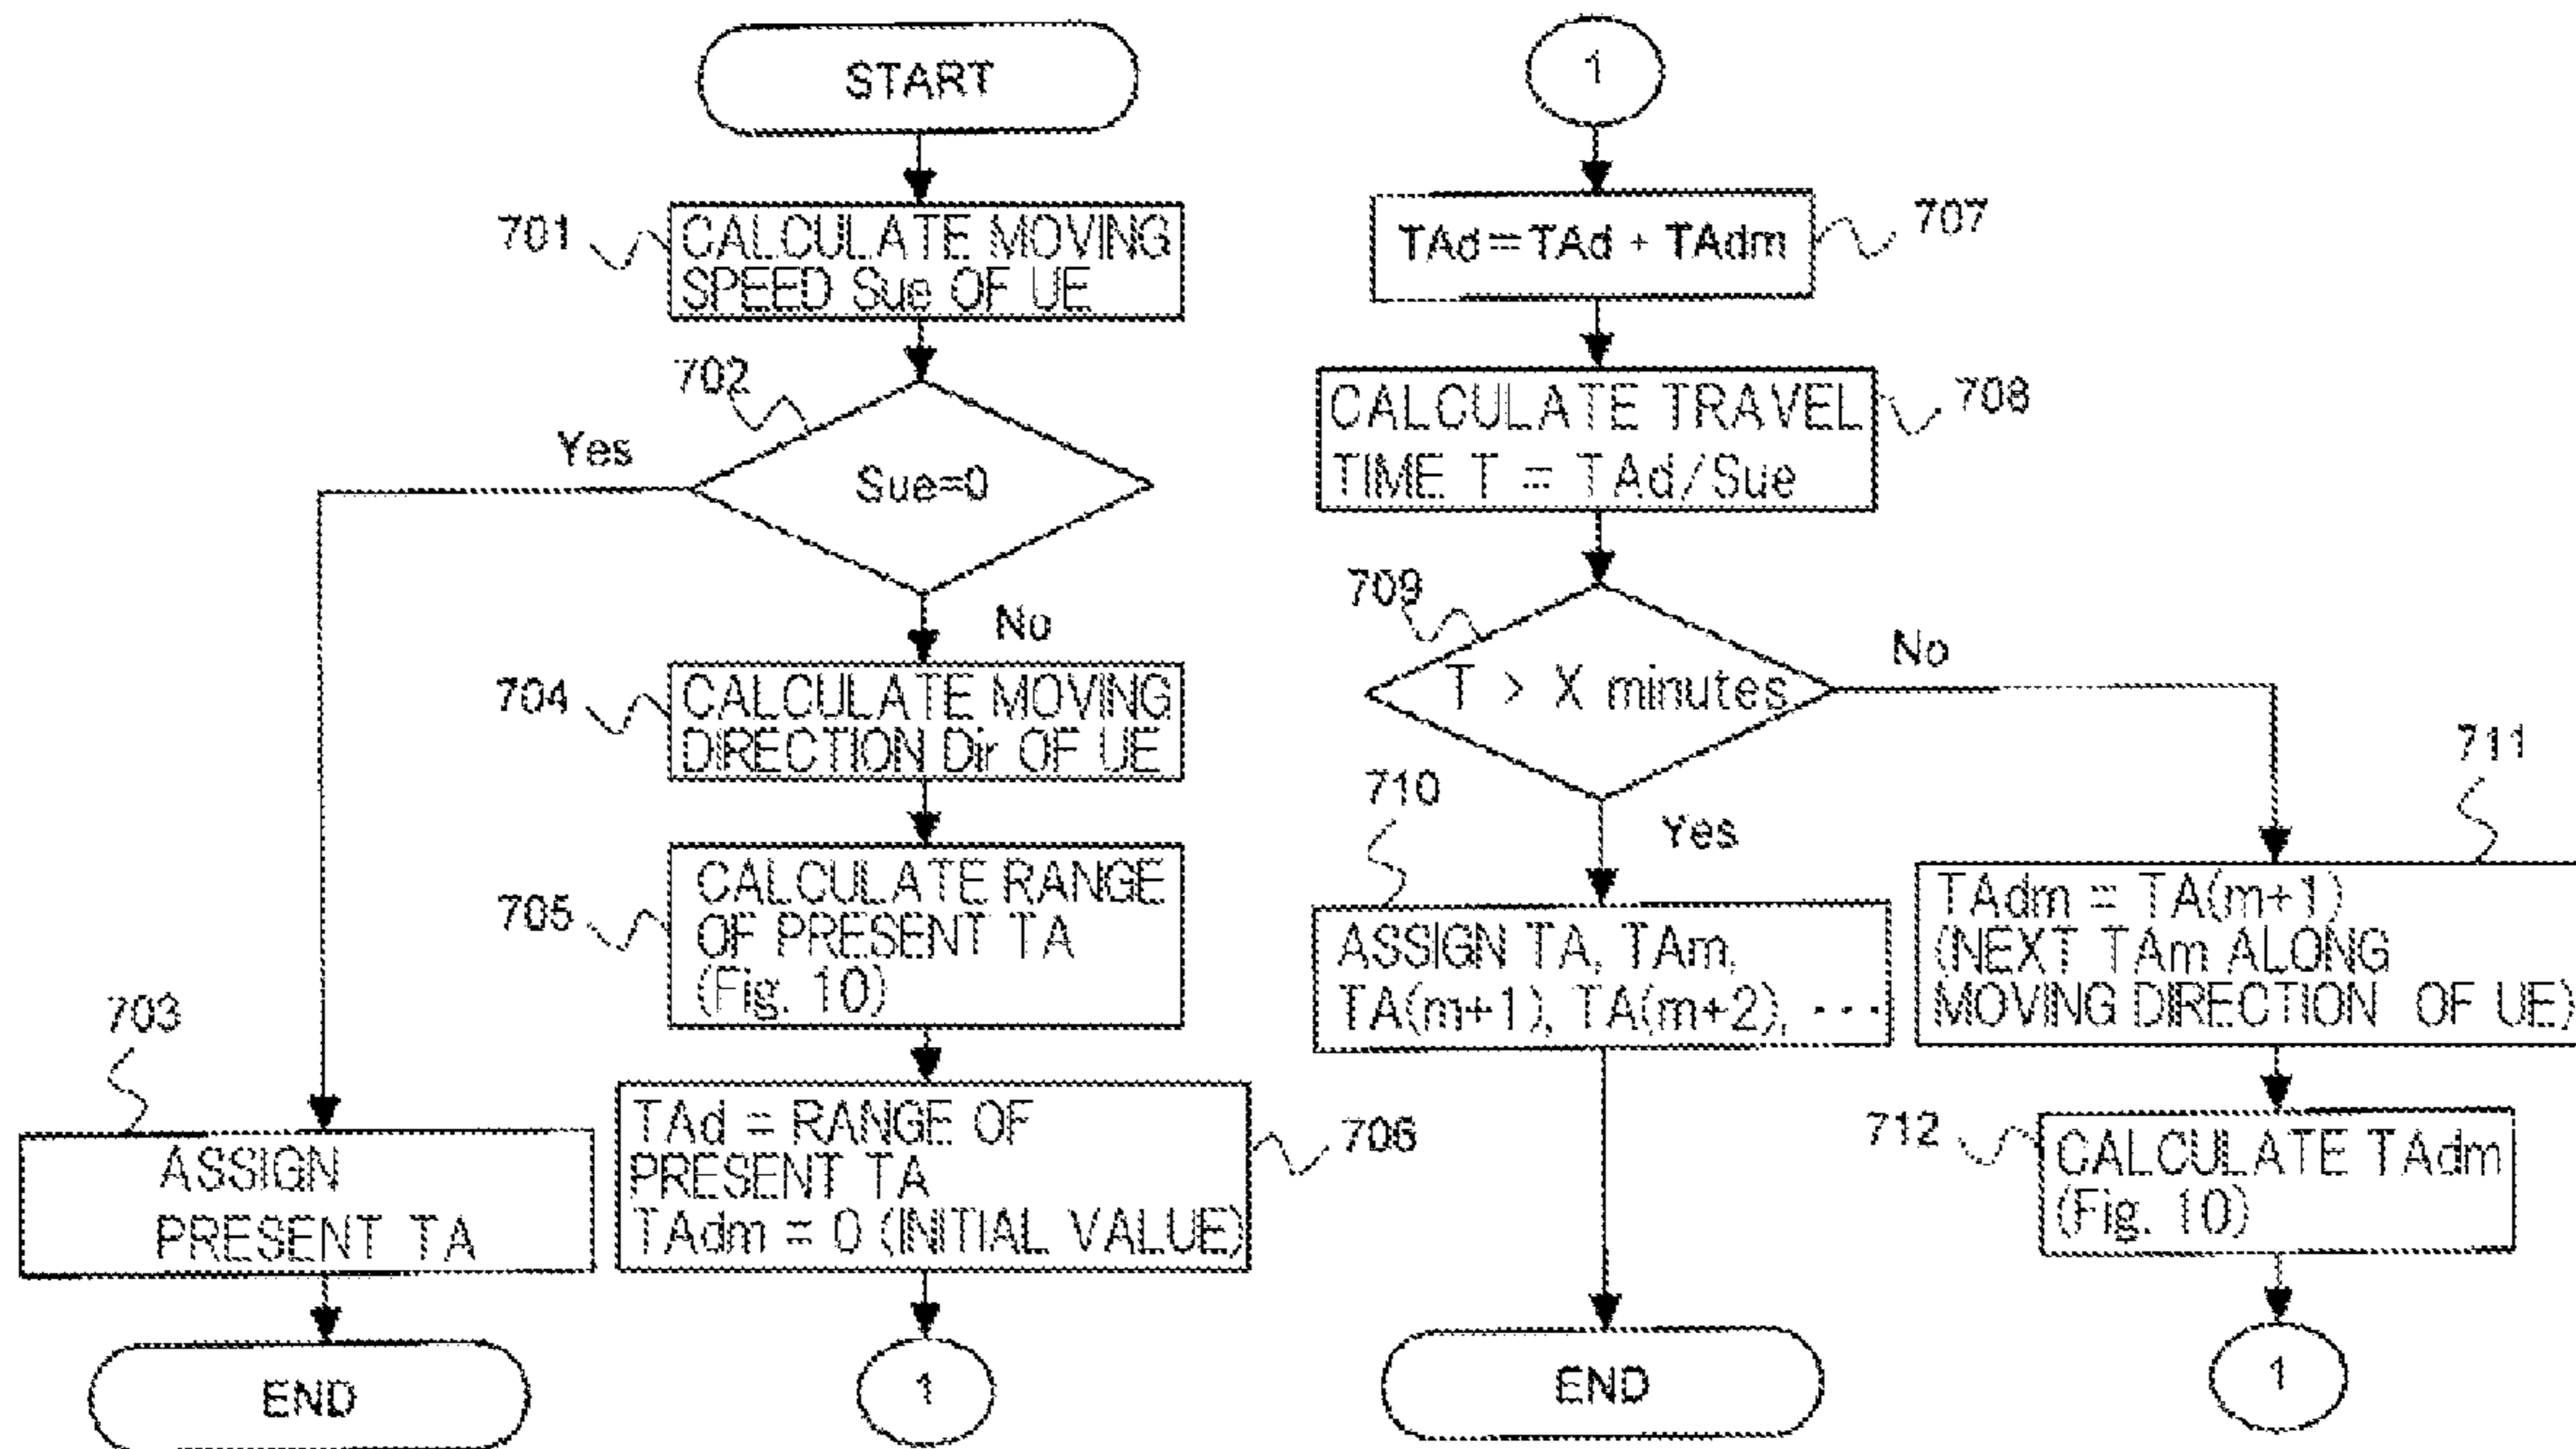 START
701
CALCULATE MOVING
SPEED Sue OF UE
702
Yes
Sue=0
No
704
CALCULATE MOVING
DIRECTION Dir OF UE
705
CALCULATE RANGE
OF PRESENT TA
(Fig. 10)
703
ASSIGN
PRESENT TA
TAd = RANGE OF
PRESENT TA
TAdm = 0 (INITIAL VALUE)
706
END
1
1
TAd = TAd + TAdm
707
CALCULATE TRAVEL
TIME T = TAd/Sue
708
709
T > X minutes
No
Yes
710
ASSIGN TA, TAm,
TA(m+1), TA(m+2), ···
711
TAdm = TA(m+1)
(NEXT TAm ALONG
MOVING DIRECTION OF UE)
712
CALCULATE TAdm
(Fig. 10)
END
1